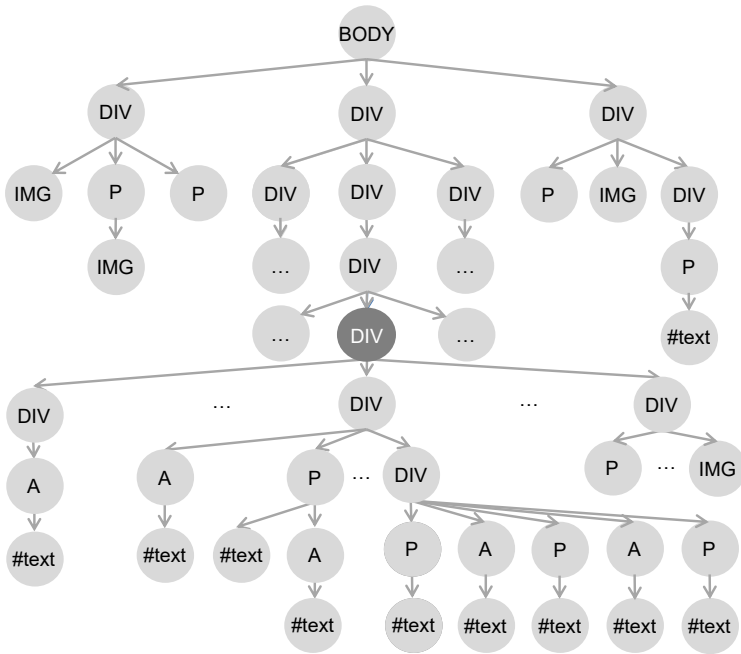 BODY
DIV DIV DIV
IMG P P DIV DIV DIV P IMG DIV
IMG ... DIV ... P
... DIV ... #text
DIV ... DIV ... DIV
A A P ... DIV P ... IMG
#text #text #text A P A P A P
#text #text #text #text #text #text